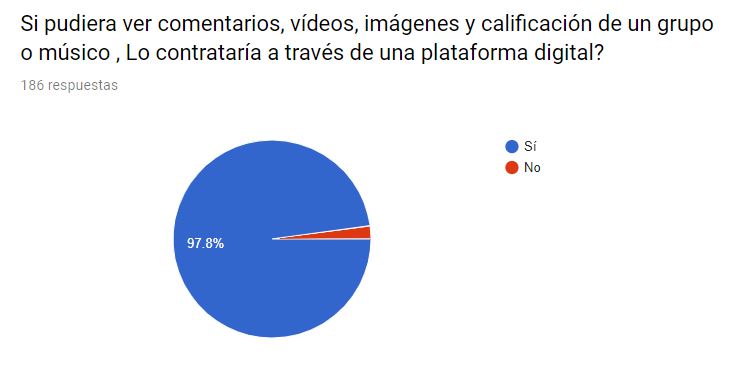 Si pudiera ver comentarios, vídeos, imágenes y calificación de un grupo
o músico , Lo contrataría a través de una plataforma digital?
186 respuestas
Sí
No
97.8%